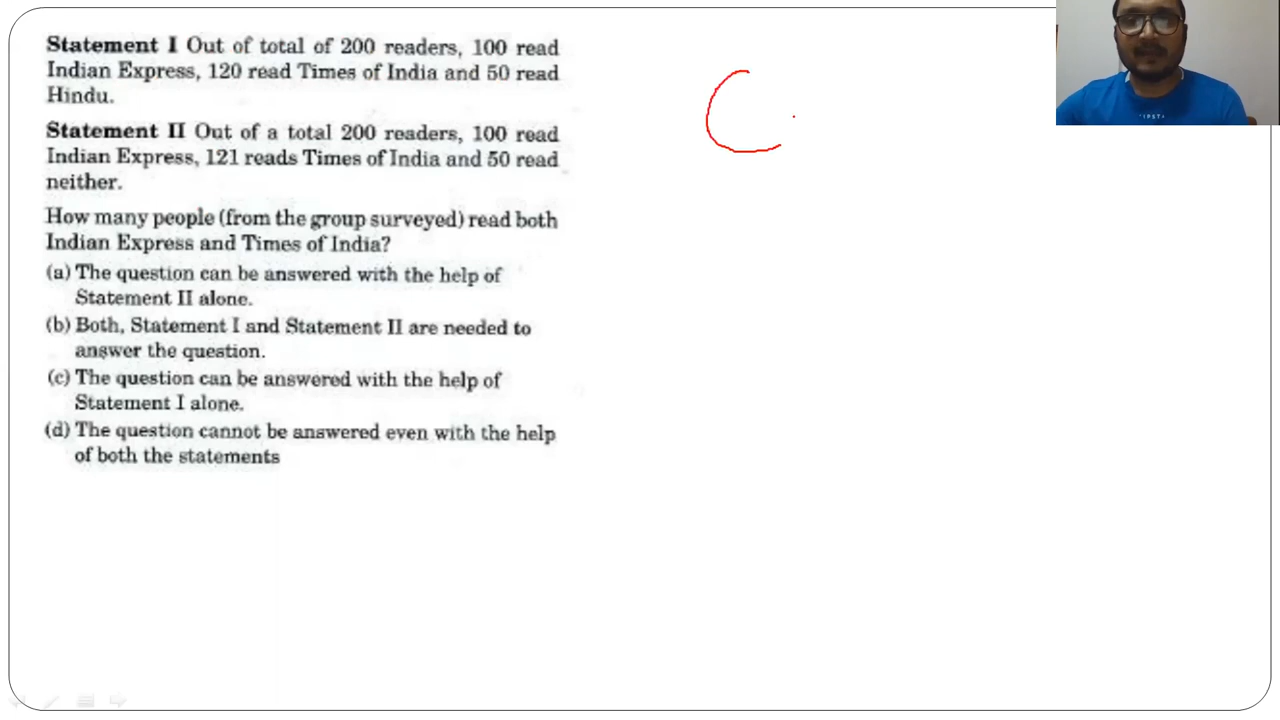 Statement I Out of total of 200 readers, 100 read
Indian Express, 120 read Times of India and 50 read
Hindu.
Statement II Out of a total 200 readers, 100 read
Indian Express, 121 reads Times of India and 50 read
neither.
How many people (from the group surveyed) read both
Indian Express and Times of India?
(a) The question can be answered with the help of
Statement II alone.
(b) Both, Statement I and Statement II are needed to
answer the question.
(c) The question can be answered with the help of
Statement I alone.
(d) The question cannot be answered even with the help
of both the statements